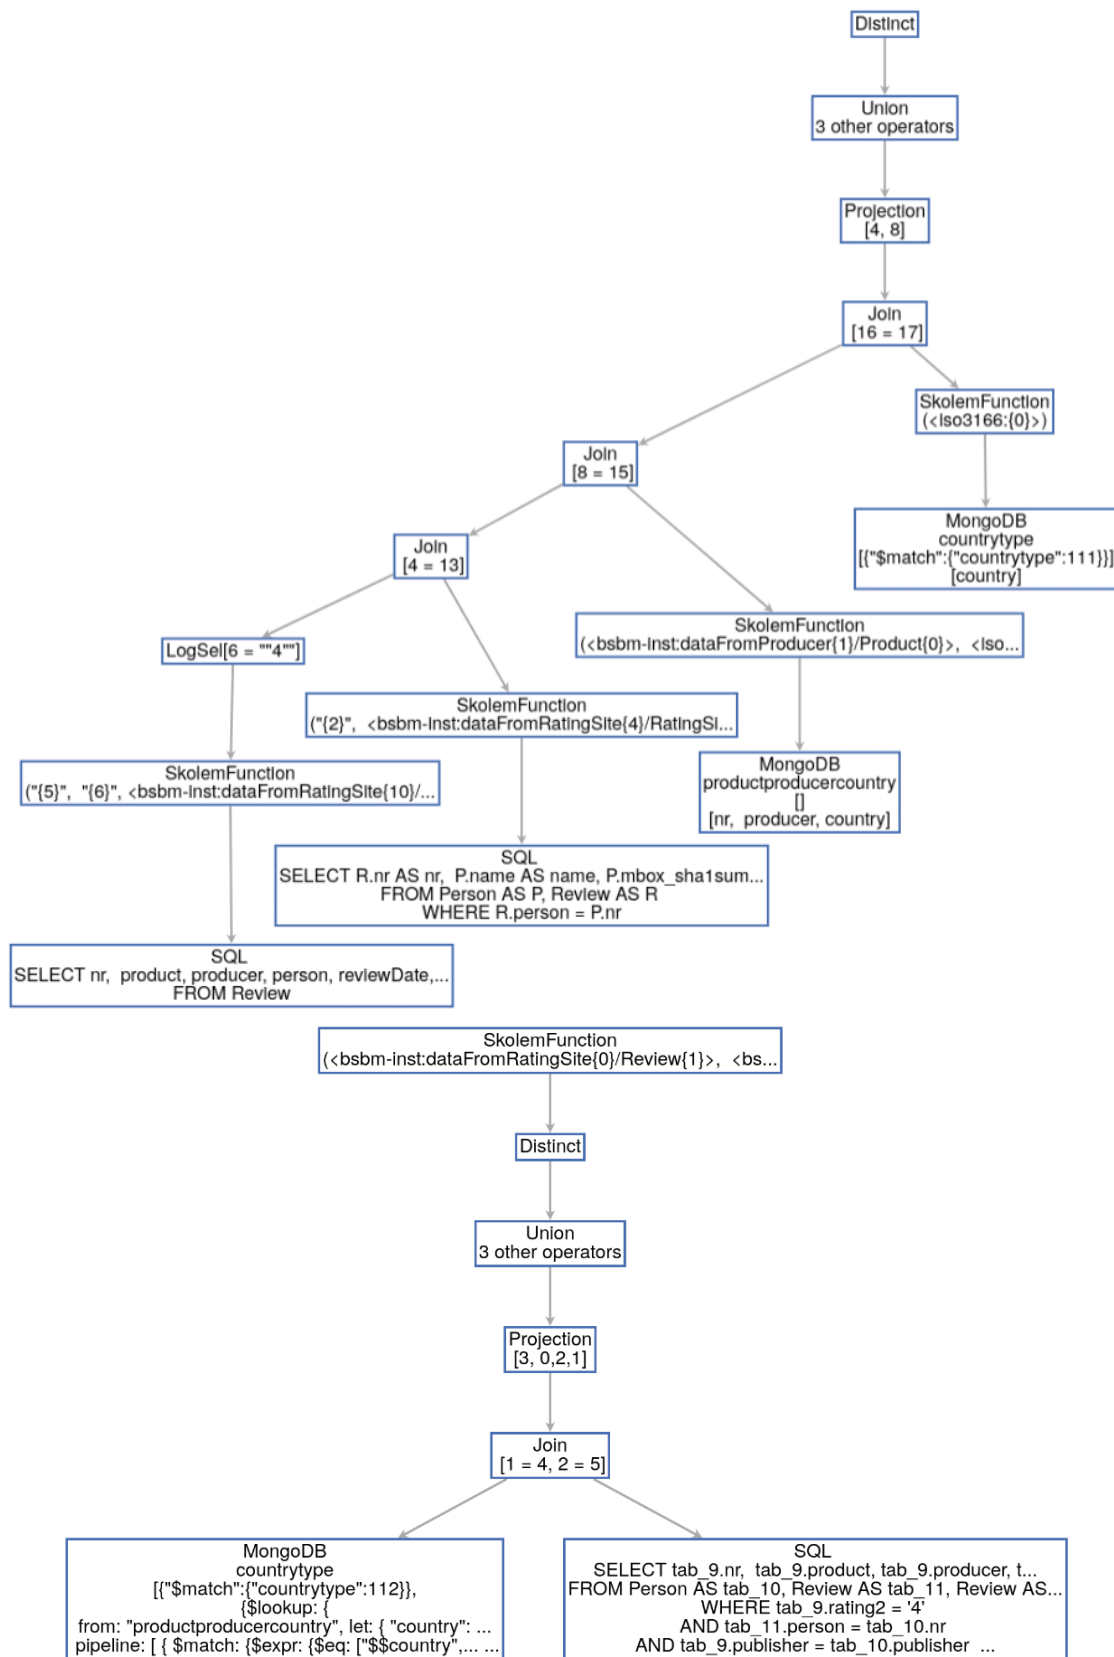 Distinct
Union
3 other operators
Projection
[4, 8]
Join
[16 = 17]
SkolemFunction
(<iso3166:{0}>)
Join
[8 = 15]
MongoDB
countrytype
[{"$match":{"countrytype":111}}]
[country]
Join
[4 = 13]
SkolemFunction
(<bsbm-inst:dataFromProducer{1}/Product{0}>, <iso...
LogSel[6 = ""4""]
SkolemFunction
("{2}", <bsbm-inst:dataFromRatingSite{4}/RatingSi...
MongoDB
productproducercountry
[]
[nr, producer, country]
SkolemFunction
("{5}", "{6}", <bsbm-inst:dataFromRatingSite{10}/...
SQL
SELECT R.nr AS nr, P.name AS name, P.mbox_sha1sum...
FROM Person AS P, Review AS R
WHERE R.person = P.nr
SQL
SELECT nr, product, producer, person, reviewDate,...
FROM Review
SkolemFunction
(<bsbm-inst:dataFromRatingSite{0}/Review{1}>, <bs...
Distinct
Union
3 other operators
Projection
[3, 0,2,1]
Join
[1 = 4, 2 = 5]
MongoDB
countrytype
[{"$match":{"countrytype":112}},
{$lookup: {
from: "productproducercountry", let: { "country": ...
pipeline: [ { $match: {$expr: {$eq: ["$$country",... ...
SQL
SELECT tab_9.nr, tab_9.product, tab_9.producer, t...
FROM Person AS tab_10, Review AS tab_11, Review AS...
WHERE tab_9.rating2 = '4'
AND tab_11.person = tab_10.nr
AND tab_9.publisher = tab_10.publisher ...